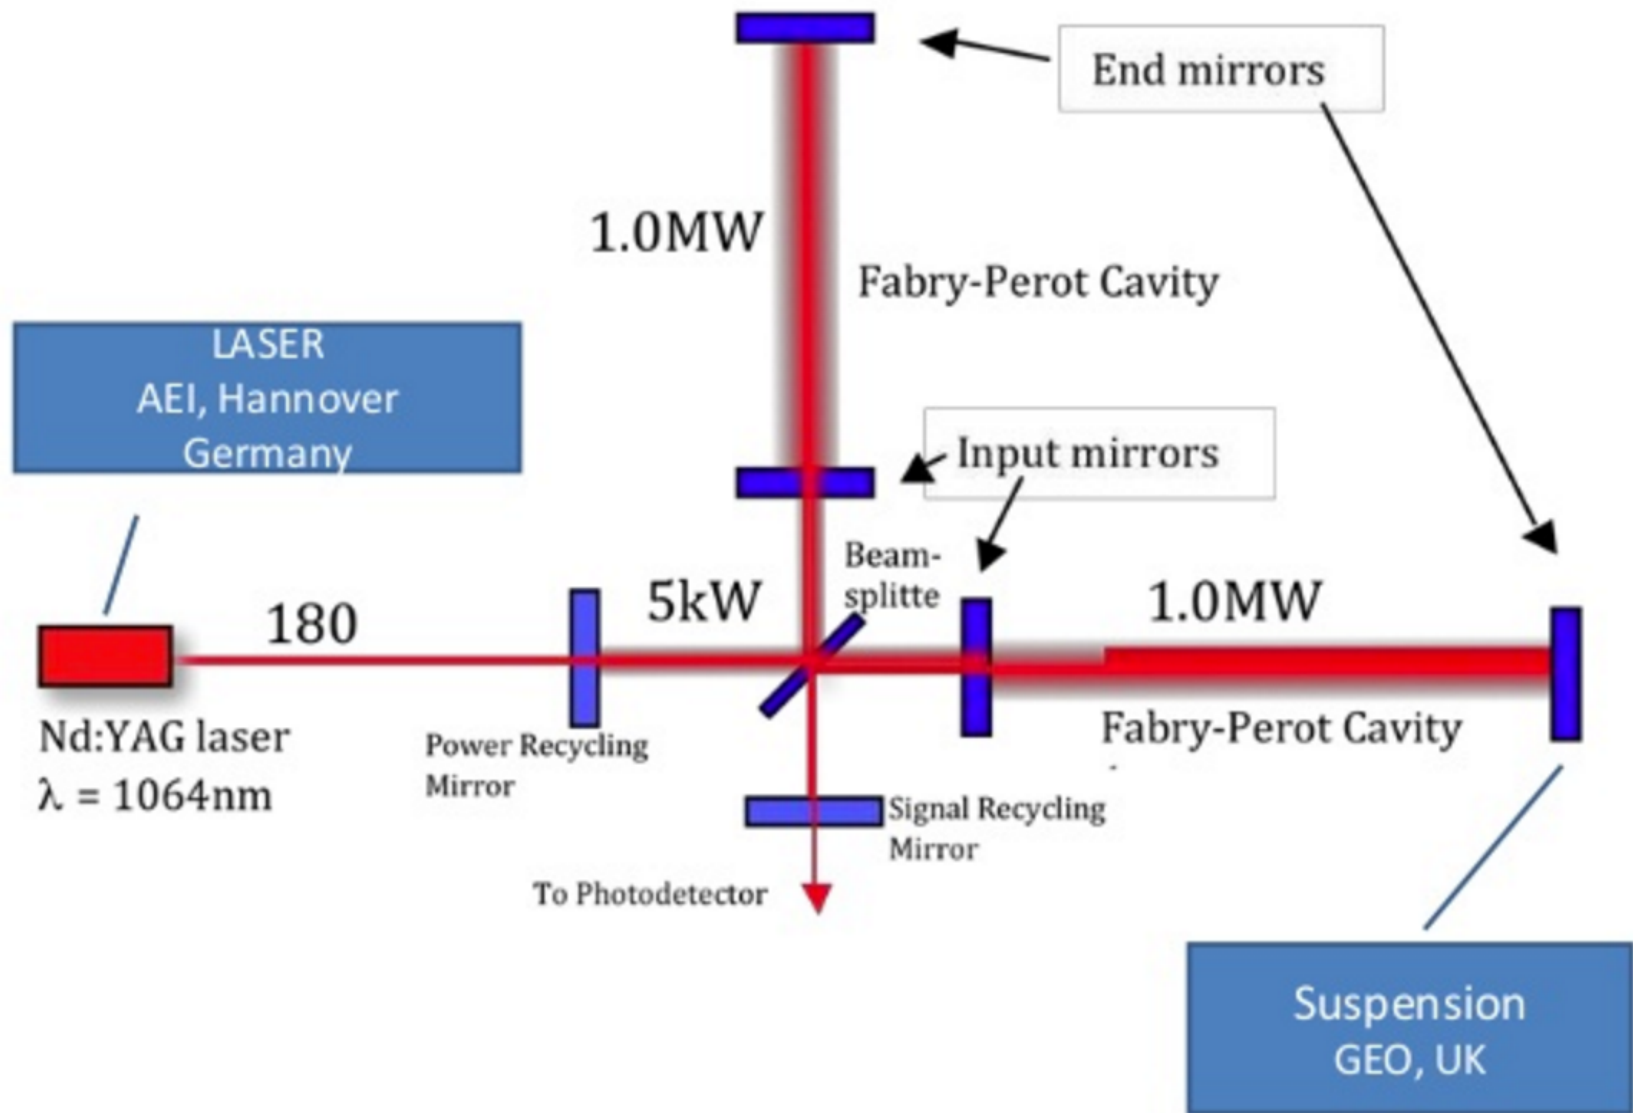 End mirrors
1.0MW
Fabry-Perot Cavity
LASER
AEI, Hannover
Germany
Input mirrors
Beam-
splitte
180
5kW
1.0MW
Nd:YAG laser
λ = 1064nm
Power Recycling
Mirror
Fabry-Perot Cavity
Signal Recycling
Mirror
To Photodetector
Suspension
GEO, UK